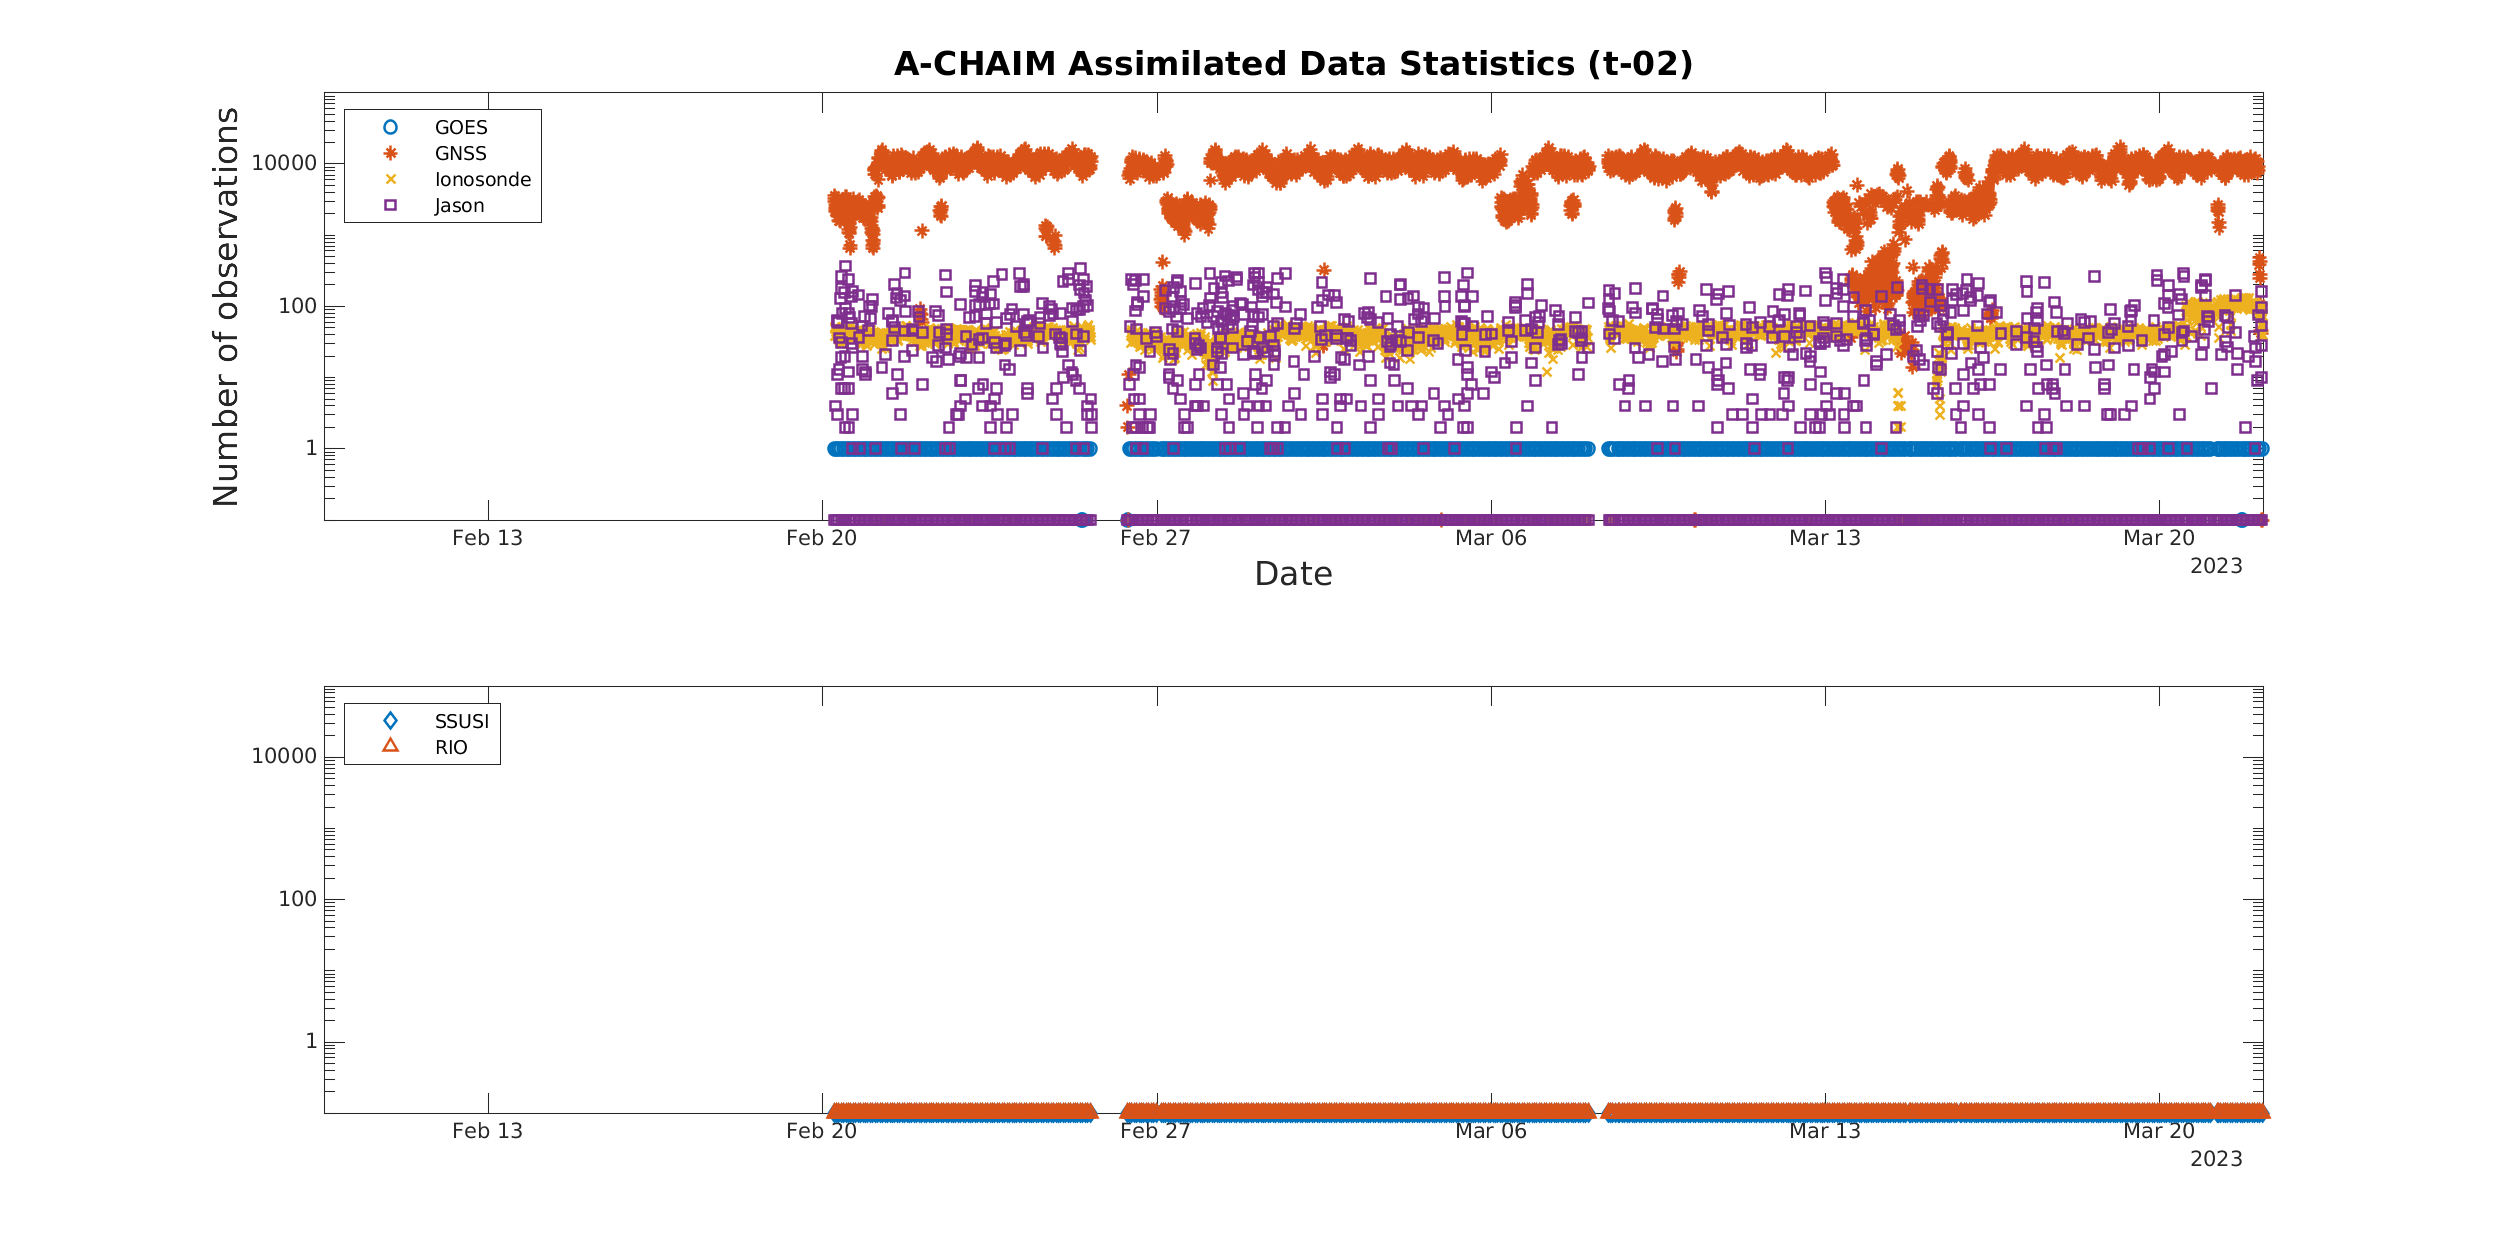 A-CHAIM Assimilated Data Statistics (t-02)
Number of observations
10000
100
1
GOES
GNSS
Ionosonde
Jason
Feb 13
Feb 20
Feb 27
Mar 06
Mar 13
Mar 20
2023
Date
10000
100
1
SSUSI
RIO
Feb 13
Feb 20
Feb 27
Mar 06
Mar 13
Mar 20
2023